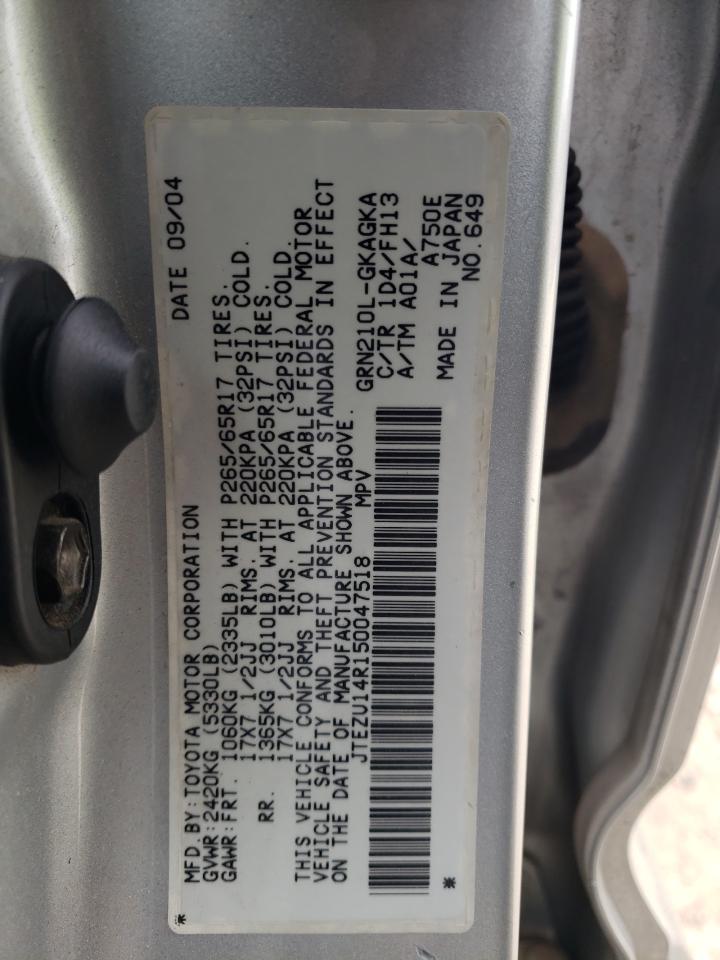 MFD. BY: TOYOTA MOTOR CORPORATION DATE 09/04
GVWR: 2420KG (5330LB)
GAWR: FRT. 1060KG (2335LB) WITH P265/65R17 TIRES.
17X7 1/2JJ RIMS. AT 220KPA (32PSI) COLD.
RR. 1365KG (3010LB) WITH P265/65R17 TIRES.
17X7 1/2JJ RIMS. AT 220KPA (32PSI) COLD.
THIS VEHICLE CONFORMS TO ALL APPLICABLE FEDERAL MOTOR
VEHICLE SAFETY AND THEFT PREVENTION STANDARDS IN EFFECT
ON THE DATE OF MANUFACTURE SHOWN ABOVE.
JTEZU14R150047518 MPV GRN210L-GKAGKA
C/TR 1D4/FH13
A/TM A01A/
A750E
MADE IN JAPAN
NO.649